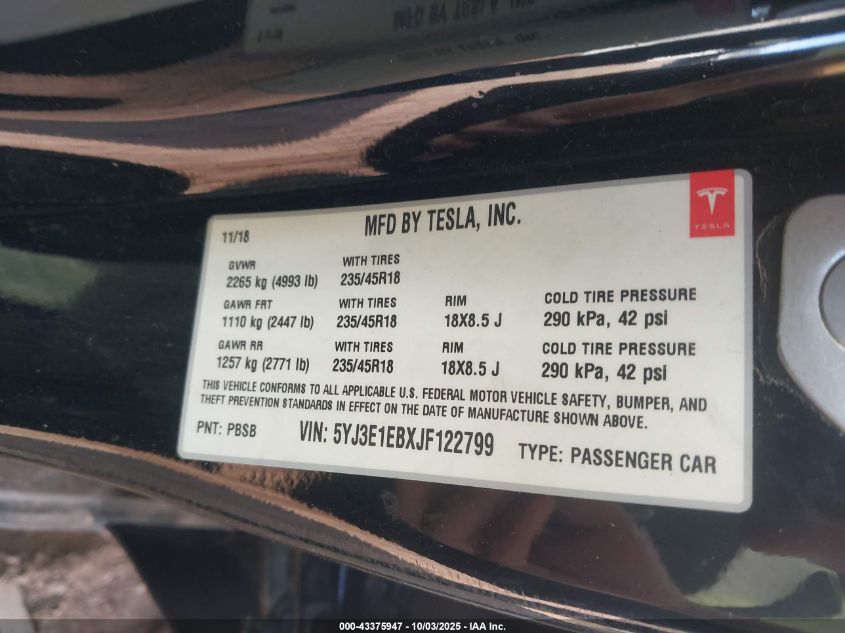 MFD BY TESLA, INC.
TESLA
11/18
GVWR WITH TIRES
2265 kg (4993 lb) 235/45R18
GAWR FRT WITH TIRES RIM COLD TIRE PRESSURE
1110 kg (2447 lb) 235/45R18 18X8.5 J 290 kPa, 42 psi
GAWR RR WITH TIRES RIM COLD TIRE PRESSURE
1257 kg (2771 lb) 235/45R18 18X8.5 J 290 kPa, 42 psi
THIS VEHICLE CONFORMS TO ALL APPLICABLE U.S. FEDERAL MOTOR VEHICLE SAFETY, BUMPER, AND
THEFT PREVENTION STANDARDS IN EFFECT ON THE DATE OF MANUFACTURE SHOWN ABOVE.
PNT: PBSB VIN: 5YJ3E1EBXJF122799 TYPE: PASSENGER CAR
000-43375947 - 10/03/2025 - IAA Inc.